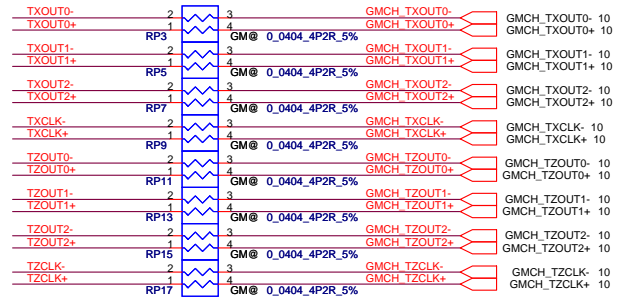 TXOUT0- 2 3 GMCH_TXOUT0- GMCH_TXOUT0- 10
TXOUT0+ 1 4 GMCH_TXOUT0+ GMCH_TXOUT0+ 10
RP3 GM@ 0_0404_4P2R_5%
TXOUT1- 2 3 GMCH_TXOUT1- GMCH_TXOUT1- 10
TXOUT1+ 1 4 GMCH_TXOUT1+ GMCH_TXOUT1+ 10
RP5 GM@ 0_0404_4P2R_5%
TXOUT2- 2 3 GMCH_TXOUT2- GMCH_TXOUT2- 10
TXOUT2+ 1 4 GMCH_TXOUT2+ GMCH_TXOUT2+ 10
RP7 GM@ 0_0404_4P2R_5%
TXCLK- 2 3 GMCH_TXCLK- GMCH_TXCLK- 10
TXCLK+ 1 4 GMCH_TXCLK+ GMCH_TXCLK+ 10
RP9 GM@ 0_0404_4P2R_5%
TZOUT0- 2 3 GMCH_TZOUT0- GMCH_TZOUT0- 10
TZOUT0+ 1 4 GMCH_TZOUT0+ GMCH_TZOUT0+ 10
RP11 GM@ 0_0404_4P2R_5%
TZOUT1- 2 3 GMCH_TZOUT1- GMCH_TZOUT1- 10
TZOUT1+ 1 4 GMCH_TZOUT1+ GMCH_TZOUT1+ 10
RP13 GM@ 0_0404_4P2R_5%
TZOUT2- 2 3 GMCH_TZOUT2- GMCH_TZOUT2- 10
TZOUT2+ 1 4 GMCH_TZOUT2+ GMCH_TZOUT2+ 10
RP15 GM@ 0_0404_4P2R_5%
TZCLK- 2 3 GMCH_TZCLK- GMCH_TZCLK- 10
TZCLK+ 1 4 GMCH_TZCLK+ GMCH_TZCLK+ 10
RP17 GM@ 0_0404_4P2R_5%